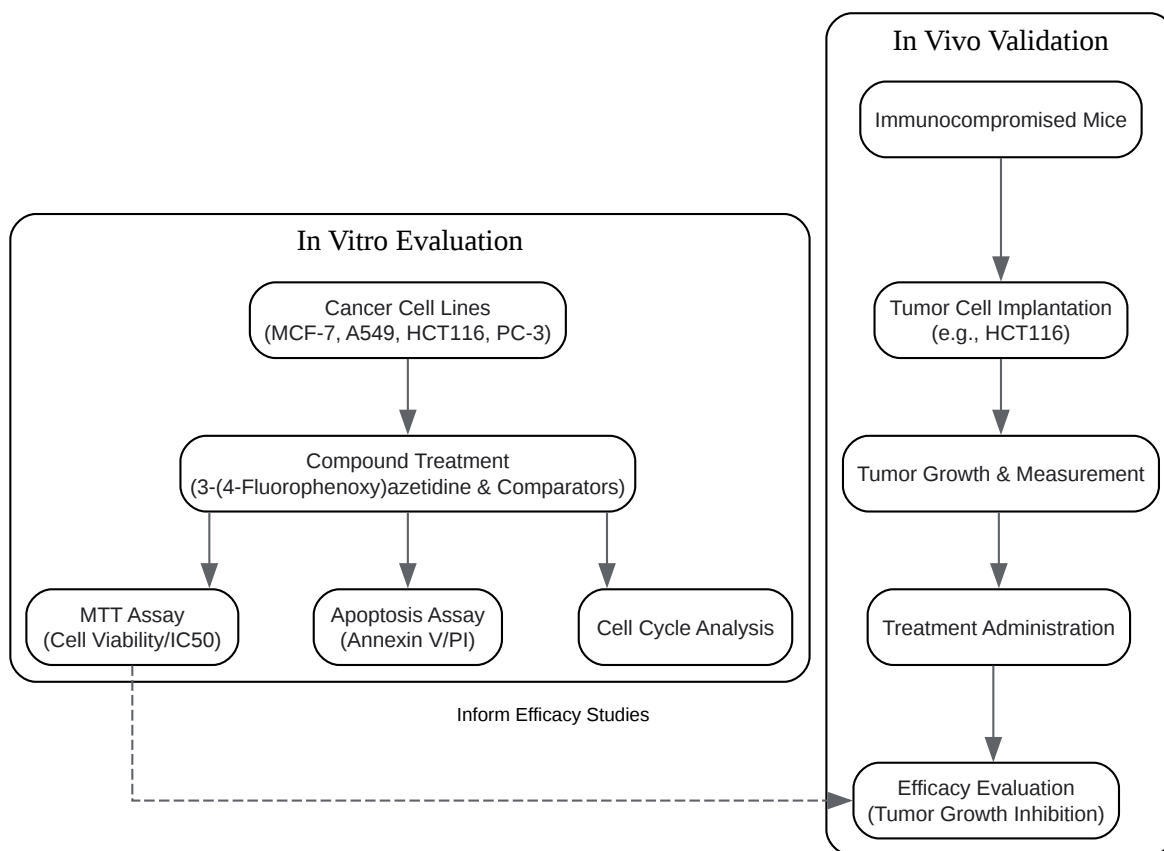 In Vitro Evaluation
Cancer Cell Lines
(MCF-7, A549, HCT116, PC-3)
Compound Treatment
(3-(4-Fluorophenoxy)azetidine & Comparators)
MTT Assay
(Cell Viability/IC50)
Apoptosis Assay
(Annexin V/PI)
Cell Cycle Analysis
Inform Efficacy Studies
In Vivo Validation
Immunocompromised Mice
Tumor Cell Implantation
(e.g., HCT116)
Tumor Growth & Measurement
Treatment Administration
Efficacy Evaluation
(Tumor Growth Inhibition)